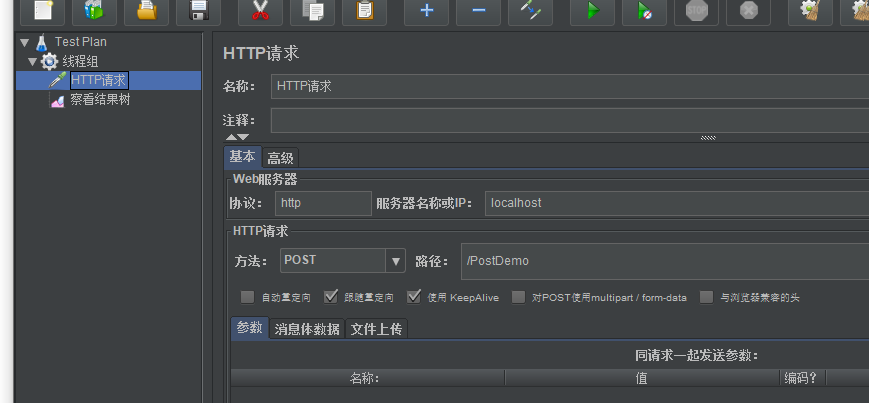 STOP
Test Plan
线程组
HTTP请求
察看结果树
HTTP请求
名称： HTTP请求
注释：
基本 高级
Web服务器
协议： http 服务器名称或IP： localhost
HTTP请求
方法： POST 路径： /PostDemo
自动重定向 跟随重定向 使用 KeepAlive 对POST使用multipart / form-data 与浏览器兼容的头
参数 消息体数据 文件上传
同请求一起发送参数：
名称： 值 编码？